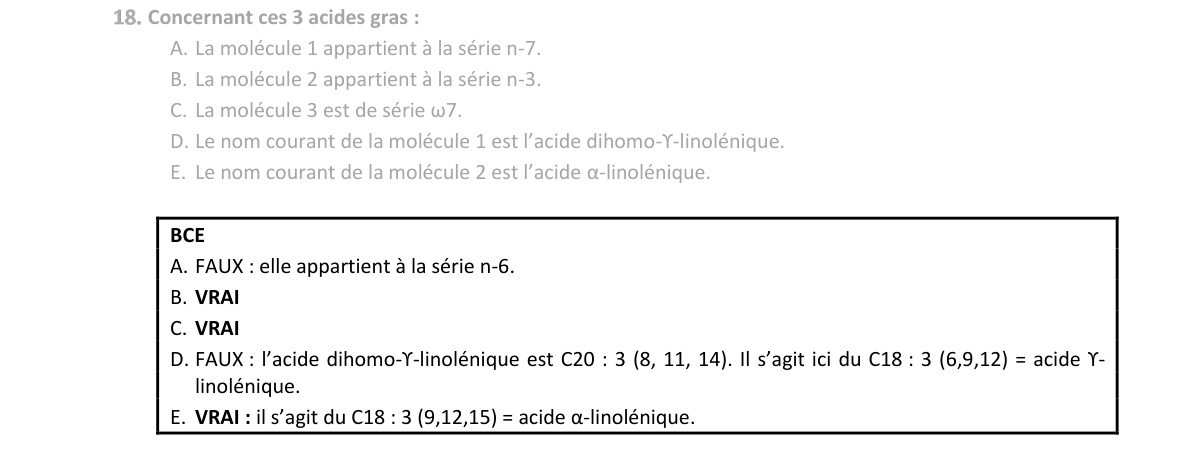 18. Concernant ces 3 acides gras :
A. La molécule 1 appartient à la série n-7.
B. La molécule 2 appartient à la série n-3.
C. La molécule 3 est de série ω7.
D. Le nom courant de la molécule 1 est l’acide dihomo-ϒ-linolénique.
E. Le nom courant de la molécule 2 est l’acide α-linolénique.
BCE
A. FAUX : elle appartient à la série n-6.
B. VRAI
C. VRAI
D. FAUX : l’acide dihomo-ϒ-linolénique est C20 : 3 (8, 11, 14). Il s’agit ici du C18 : 3 (6,9,12) = acide ϒ-
linolénique.
E. VRAI : il s’agit du C18 : 3 (9,12,15) = acide α-linolénique.